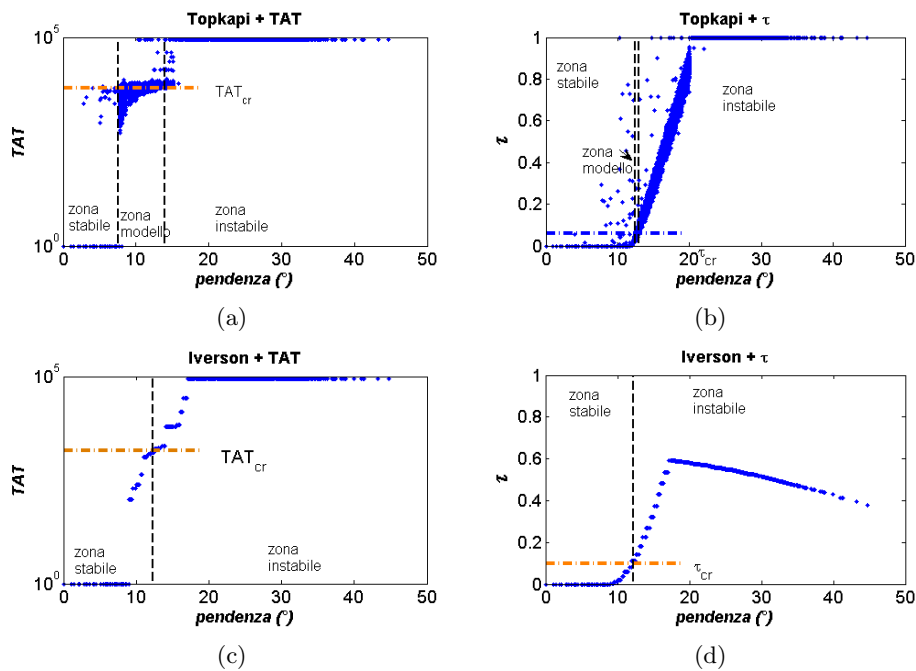 Topkapi + TAT
10^5
TAT_cr
TAT
zona
stabile
zona
modello
zona
instabile
10^0
0 10 20 30 40 50
pendenza (°)
(a)
Topkapi + τ
1
zona
stabile
zona
instabile
0.8
0.6
τ
zona
modello
0.4
0.2
0
τ_cr
0 10 20 30 40 50
pendenza (°)
(b)
Iverson + TAT
10^5
TAT_cr
TAT
zona
stabile
zona
instabile
10^0
0 10 20 30 40 50
pendenza (°)
(c)
Iverson + τ
1
zona
stabile
zona
instabile
0.8
0.6
τ
0.4
0.2
τ_cr
0
0 10 20 30 40 50
pendenza (°)
(d)